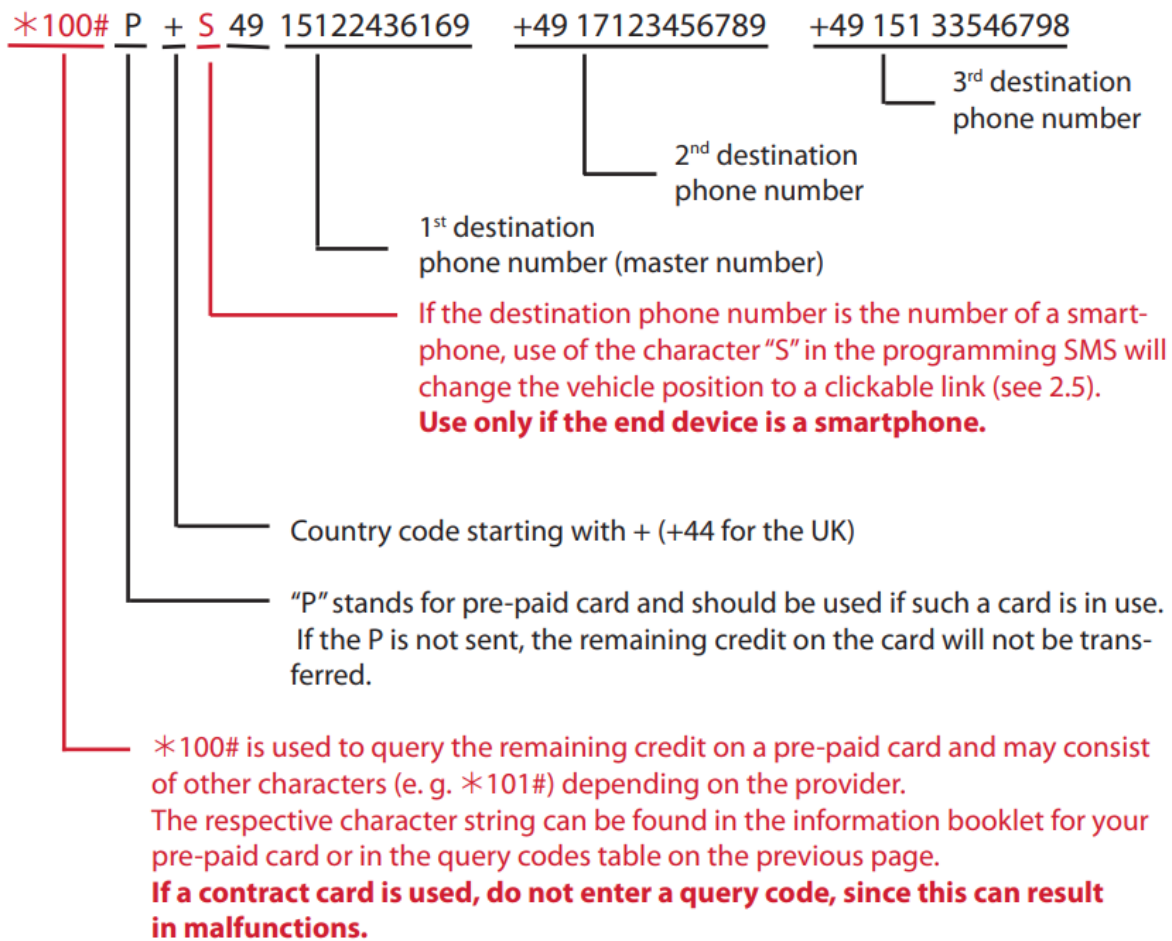 ✳100# P + S 49 15122436169 +49 17123456789 +49 151 33546798
3rd destination
phone number
2nd destination
phone number
1st destination
phone number (master number)
If the destination phone number is the number of a smart-
phone, use of the character “S” in the programming SMS will
change the vehicle position to a clickable link (see 2.5).
Use only if the end device is a smartphone.
Country code starting with + (+44 for the UK)
“P” stands for pre-paid card and should be used if such a card is in use.
If the P is not sent, the remaining credit on the card will not be trans-
ferred.
✳100# is used to query the remaining credit on a pre-paid card and may consist
of other characters (e. g. ✳101#) depending on the provider.
The respective character string can be found in the information booklet for your
pre-paid card or in the query codes table on the previous page.
If a contract card is used, do not enter a query code, since this can result
in malfunctions.